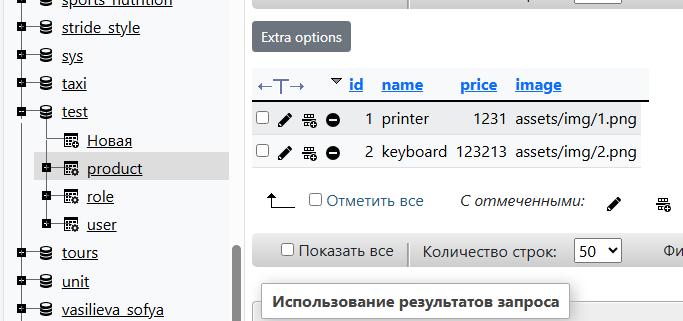 sports_nutrition
stride_style
sys
taxi
test
Новая
product
role
user
tours
unit
vasilieva_sofya
Extra options
id name price image
1 printer 1231 assets/img/1.png
2 keyboard 123213 assets/img/2.png
Отметить все С отмеченными:
Показать все Количество строк: 50 Фи
Использование результатов запроса